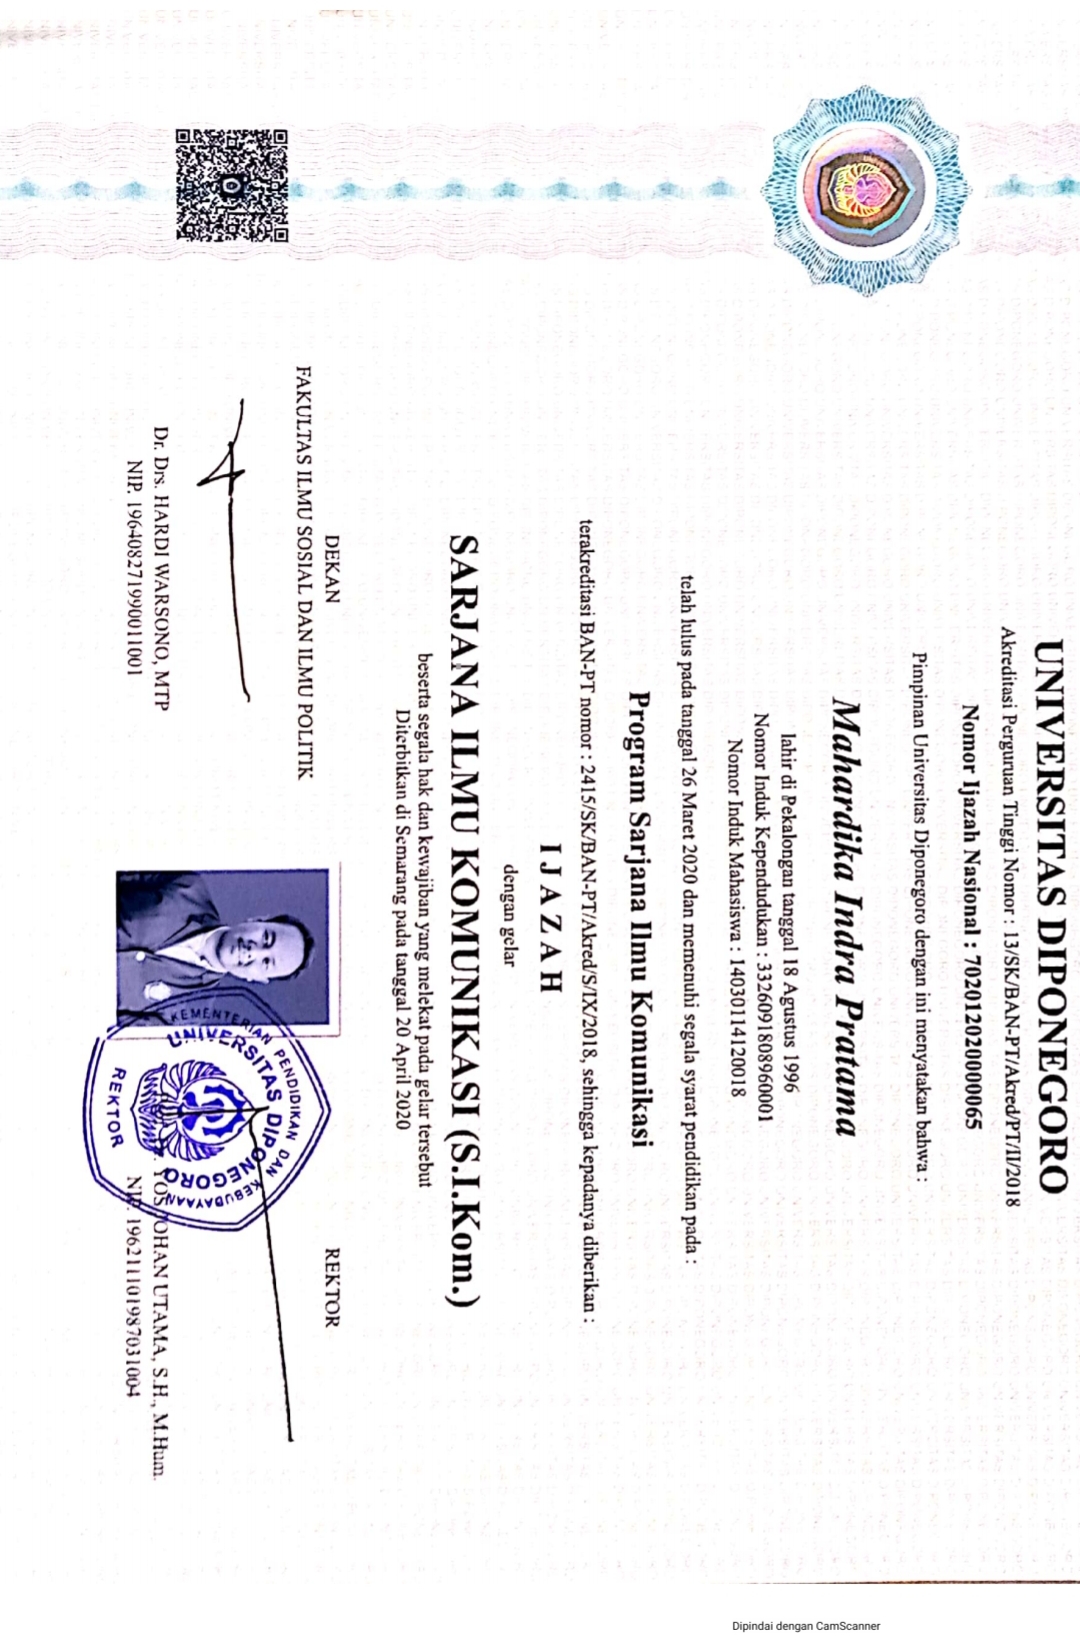 UNIVERSITAS DIPONEGORO
Akreditasi Perguruan Tinggi Nomor : 13/SK/BAN-PT/Akred/PT/II/2018
Nomor Ijazah Nasional : 702012020000065
Pimpinan Universitas Diponegoro dengan ini menyatakan bahwa :
Mahardika Indra Pratama
lahir di Pekalongan tanggal 18 Agustus 1996
Nomor Induk Kependudukan : 3326091808960001
Nomor Induk Mahasiswa : 14030114120018
telah lulus pada tanggal 26 Maret 2020 dan memenuhi segala syarat pendidikan pada :
Program Sarjana Ilmu Komunikasi
terakreditasi BAN-PT nomor : 2415/SK/BAN-PT/Akred/S/IX/2018, sehingga kepadanya diberikan :
I J A Z A H
dengan gelar
SARJANA ILMU KOMUNIKASI (S.I.Kom.)
beserta segala hak dan kewajiban yang melekat pada gelar tersebut
Diterbitkan di Semarang pada tanggal 20 April 2020
DEKAN
FAKULTAS ILMU SOSIAL DAN ILMU POLITIK
Dr. Drs. HARDI WARSONO, MTP
NIP. 196408271990011001
REKTOR
YOS JOHAN UTAMA, S.H., M.Hum.
NIP. 196211101987031004
KEMENTERIAN PENDIDIKAN DAN KEBUDAYAAN
UNIVERSITAS DIPONEGORO
REKTOR
Dipindai dengan CamScanner